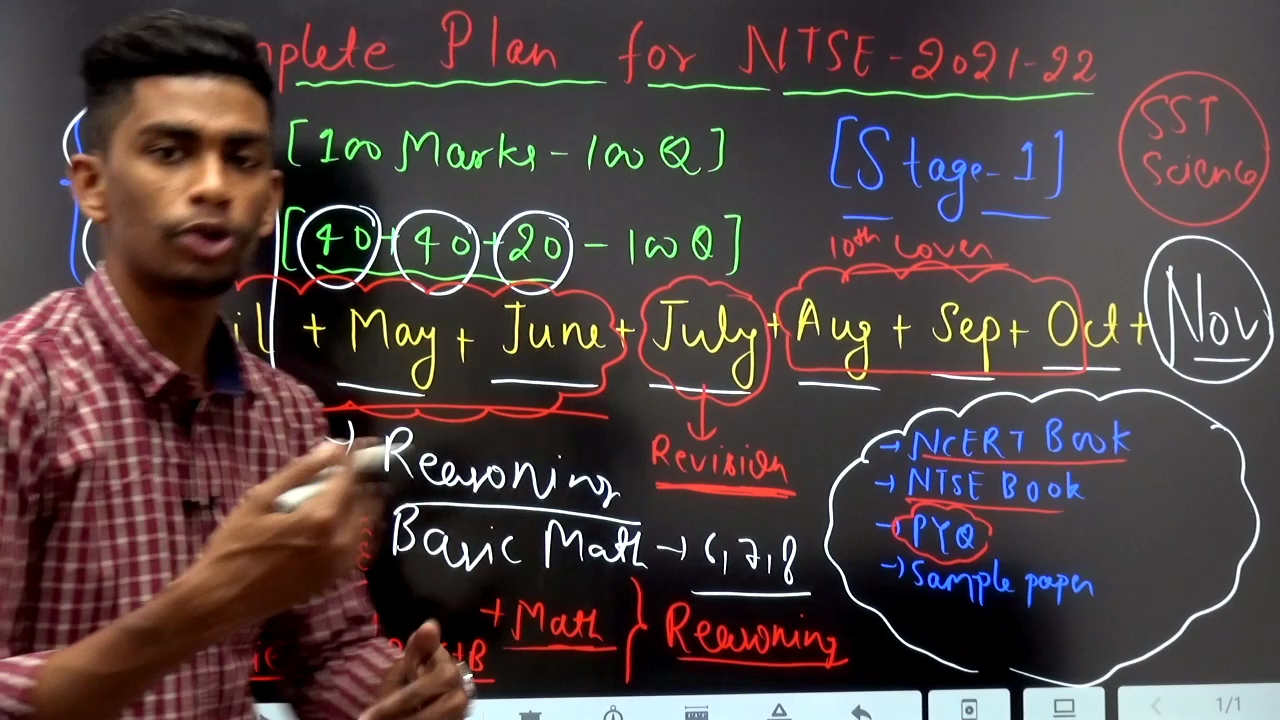 mplete Plan for NTSE-2021-22
[100 Marks - 100 Q]
[Stage-1]
SST
Science
[40+40+20 - 100 Q]
10th Cover
il + May + June + July + Aug + Sep + Oct + Nov
Revision
→ Reasoning
Basic Math → 6,7,8
+ Math } Reasoning
+B
→ NCERT Book
→ NTSE Book
→ PYQ
→ Sample paper
1/1